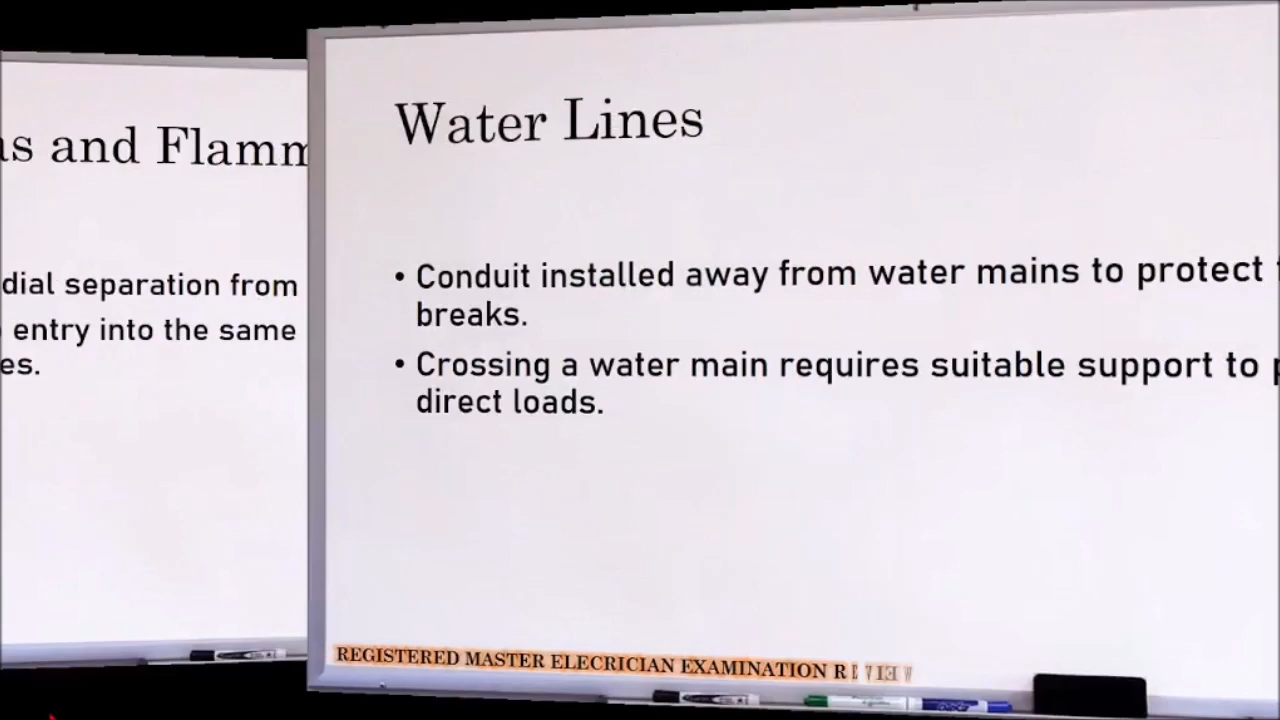 and Flamm
dial separation from
entry into the same
es.
Water Lines
• Conduit installed away from water mains to protect
breaks.
• Crossing a water main requires suitable support to
direct loads.
REGISTERED MASTER ELECRICIAN EXAMINATION REVIEW